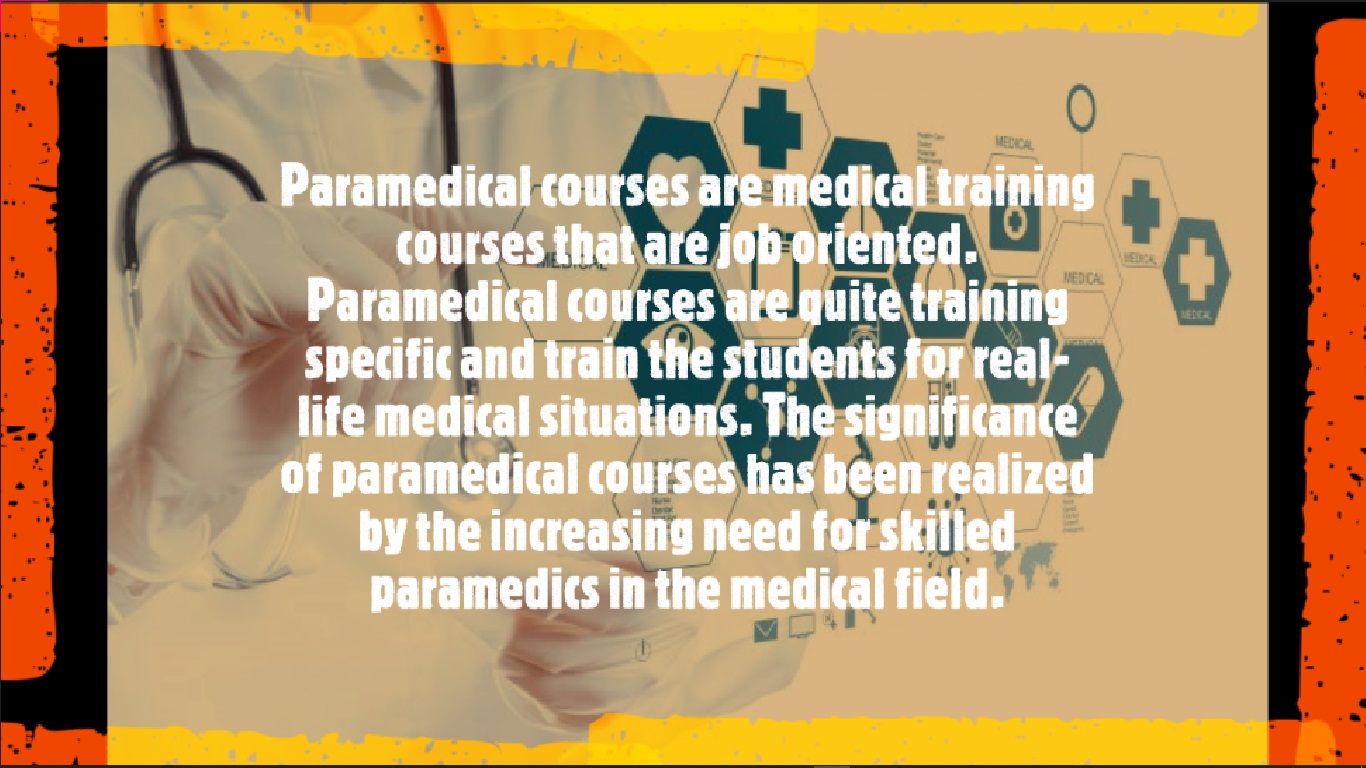 Paramedical courses are medical training
courses that are job oriented.
Paramedical courses are quite training
specific and train the students for real-
life medical situations. The significance
of paramedical courses has been realized
by the increasing need for skilled
paramedics in the medical field.
MEDICAL
MEDICAL
MEDICAL
MEDICAL
MEDICAL